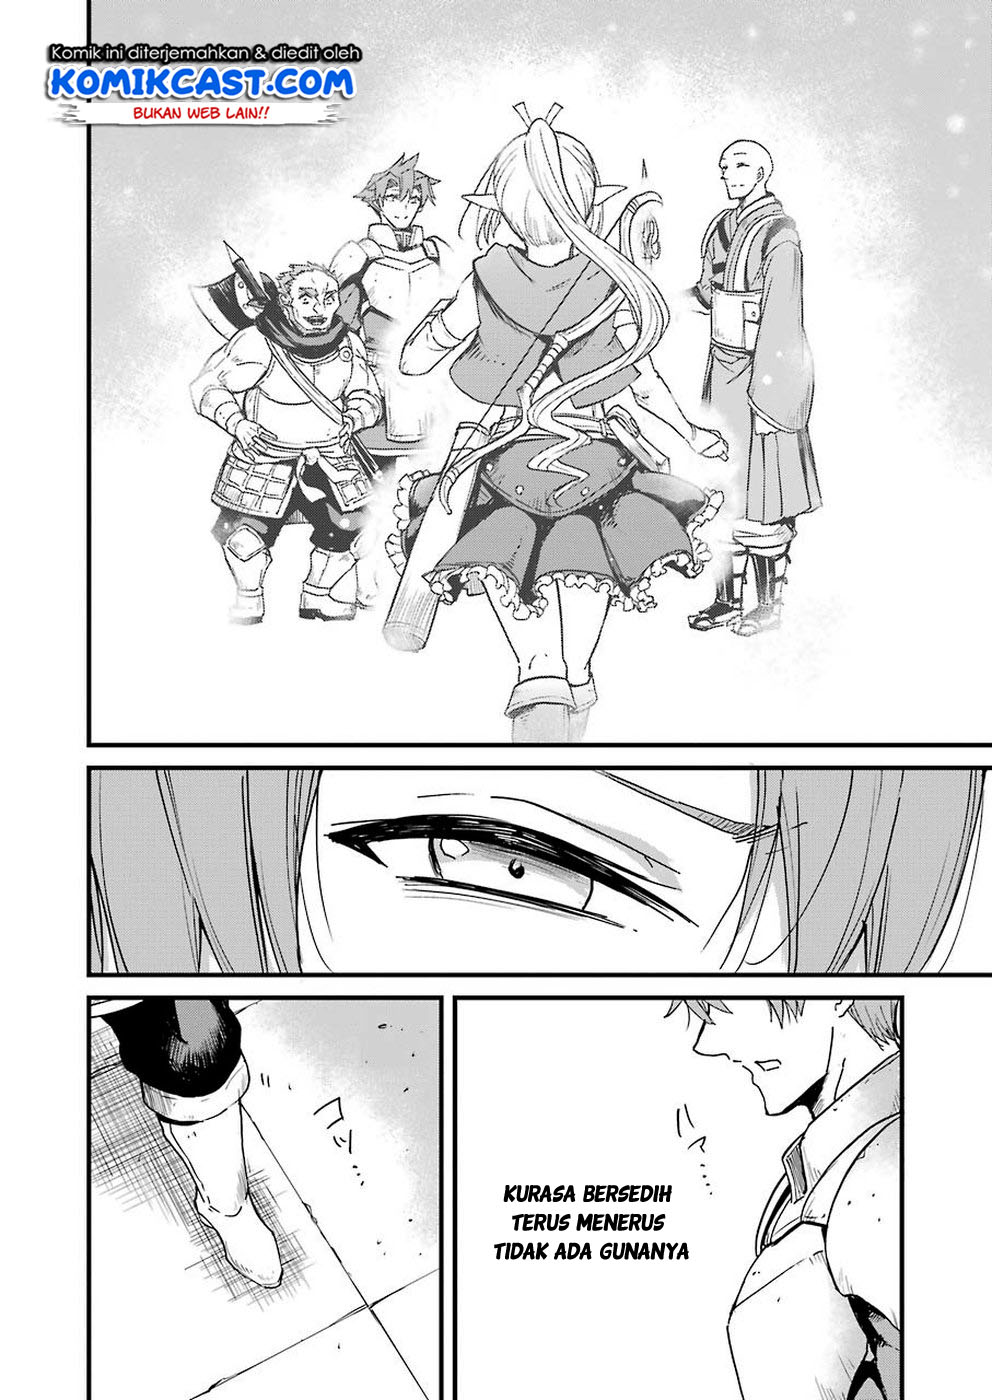 Komik ini diterjemahkan & diedit oleh
KOMIKCAST.COM
BUKAN WEB LAIN!!
KURASA BERSEDIH
TERUS MENERUS
TIDAK ADA GUNANYA